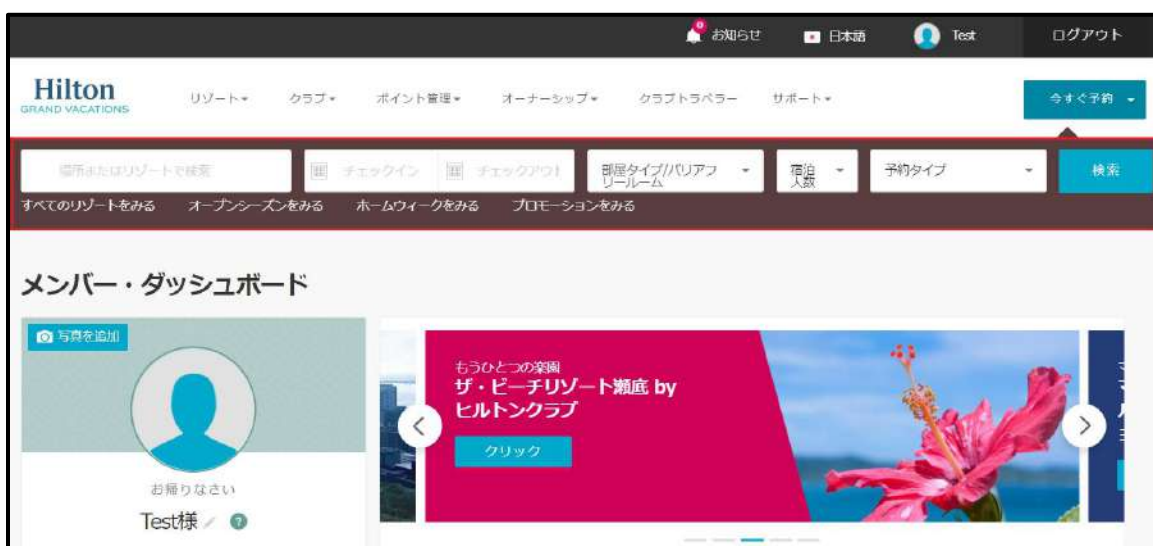 お知らせ 日本語 Test ログアウト
Hilton
GRAND VACATIONS
リゾート クラブ ポイント管理 オーナーシップ クラブトラベラー サポート 今すぐ予約
場所またはリゾートで検索 チェックイン チェックアウト 部屋タイプ/バリアフ 宿泊 予約タイプ 検索
リールーム 人数
すべてのリゾートをみる オープンシーズンをみる ホームウィークをみる プロモーションをみる
メンバー・ダッシュボード
写真を追加
もうひとつの楽園
ザ・ビーチリゾート瀬底 by
ヒルトンクラブ
クリック
お帰りなさい
Test様